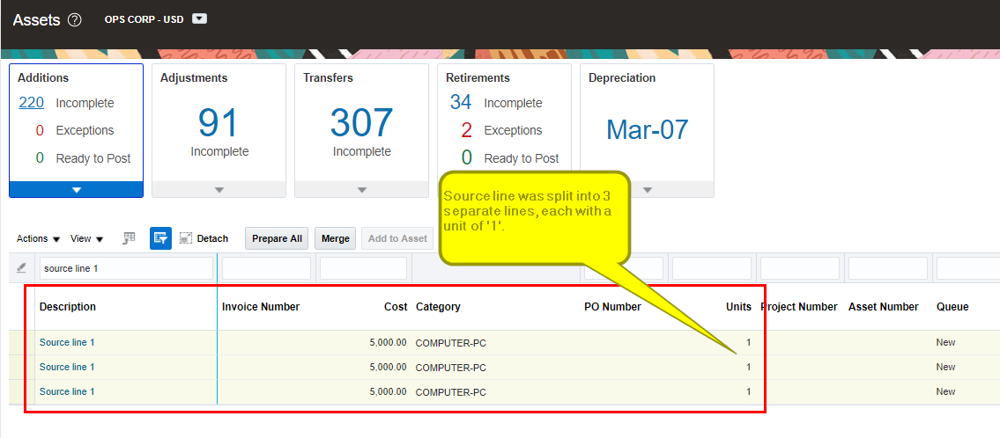 Assets ? OPS CORP - USD
Additions
220 Incomplete
0 Exceptions
0 Ready to Post
Adjustments
91
Incomplete
Transfers
307
Incomplete
Retirements
34 Incomplete
2 Exceptions
0 Ready to Post
Depreciation
Mar-07
Source line was split into 3
separate lines, each with a
unit of '1'.
Actions View Detach Prepare All Merge Add to Asset
source line 1
Description Invoice Number Cost Category PO Number Units Project Number Asset Number Queue
Source line 1 5,000.00 COMPUTER-PC 1 New
Source line 1 5,000.00 COMPUTER-PC 1 New
Source line 1 5,000.00 COMPUTER-PC 1 New